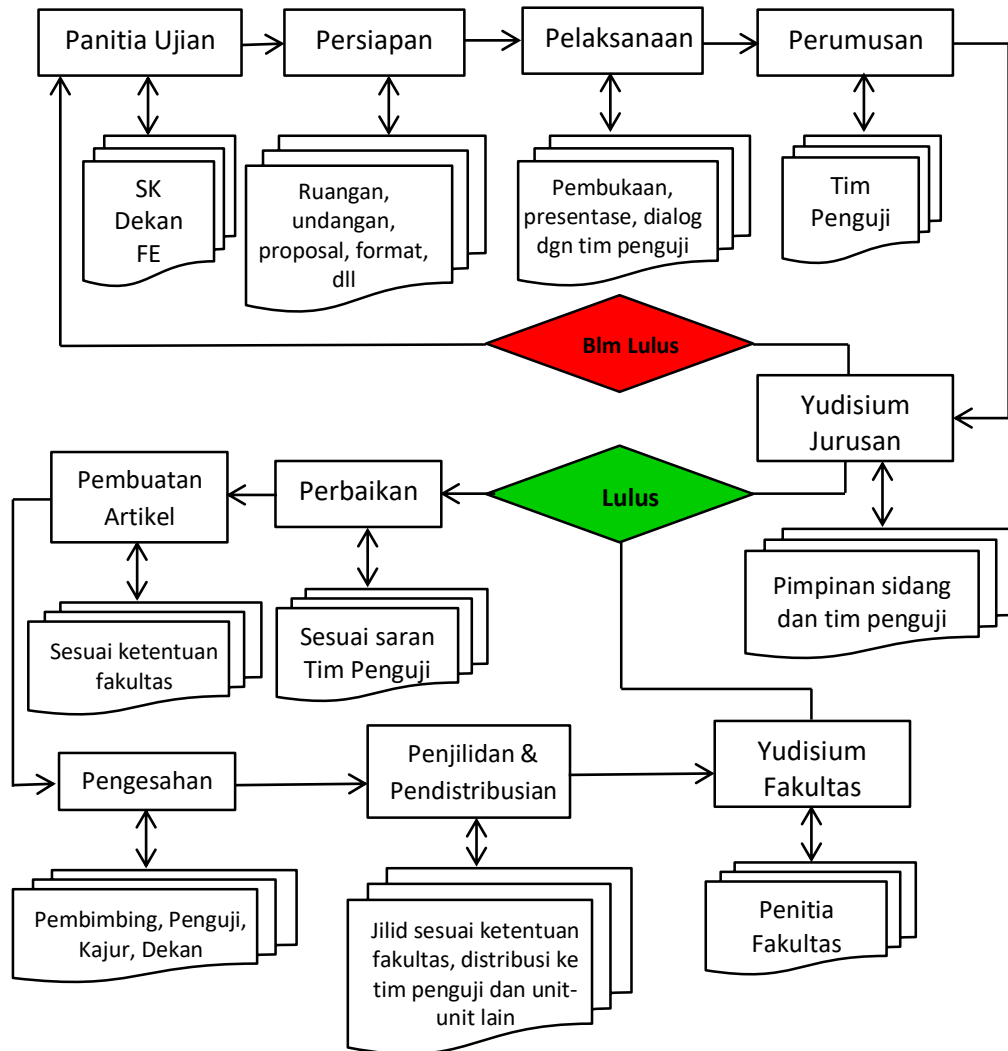 Panitia Ujian
Persiapan
Pelaksanaan
Perumusan
SK
Dekan
FE
Ruangan,
undangan,
proposal, format,
dll
Pembukaan,
presentase, dialog
dgn tim penguji
Tim
Penguji
Blm Lulus
Yudisium
Jurusan
Pembuatan
Artikel
Perbaikan
Lulus
Sesuai ketentuan
fakultas
Sesuai saran
Tim Penguji
Pimpinan sidang
dan tim penguji
Pengesahan
Penjilidan &
Pendistribusian
Yudisium
Fakultas
Pembimbing, Penguji,
Kajur, Dekan
Jilid sesuai ketentuan
fakultas, distribusi ke
tim penguji dan unit-
unit lain
Penitia
Fakultas